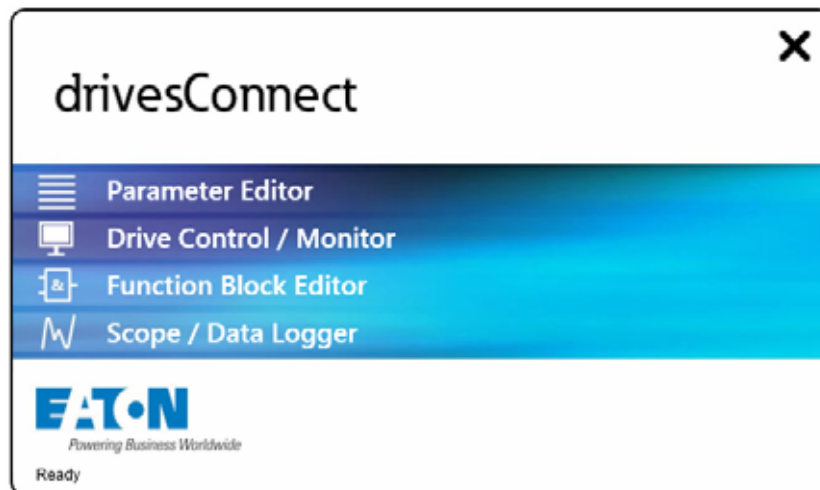 drivesConnect
Parameter Editor
Drive Control / Monitor
& Function Block Editor
Scope / Data Logger
EATON
Powering Business Worldwide
Ready